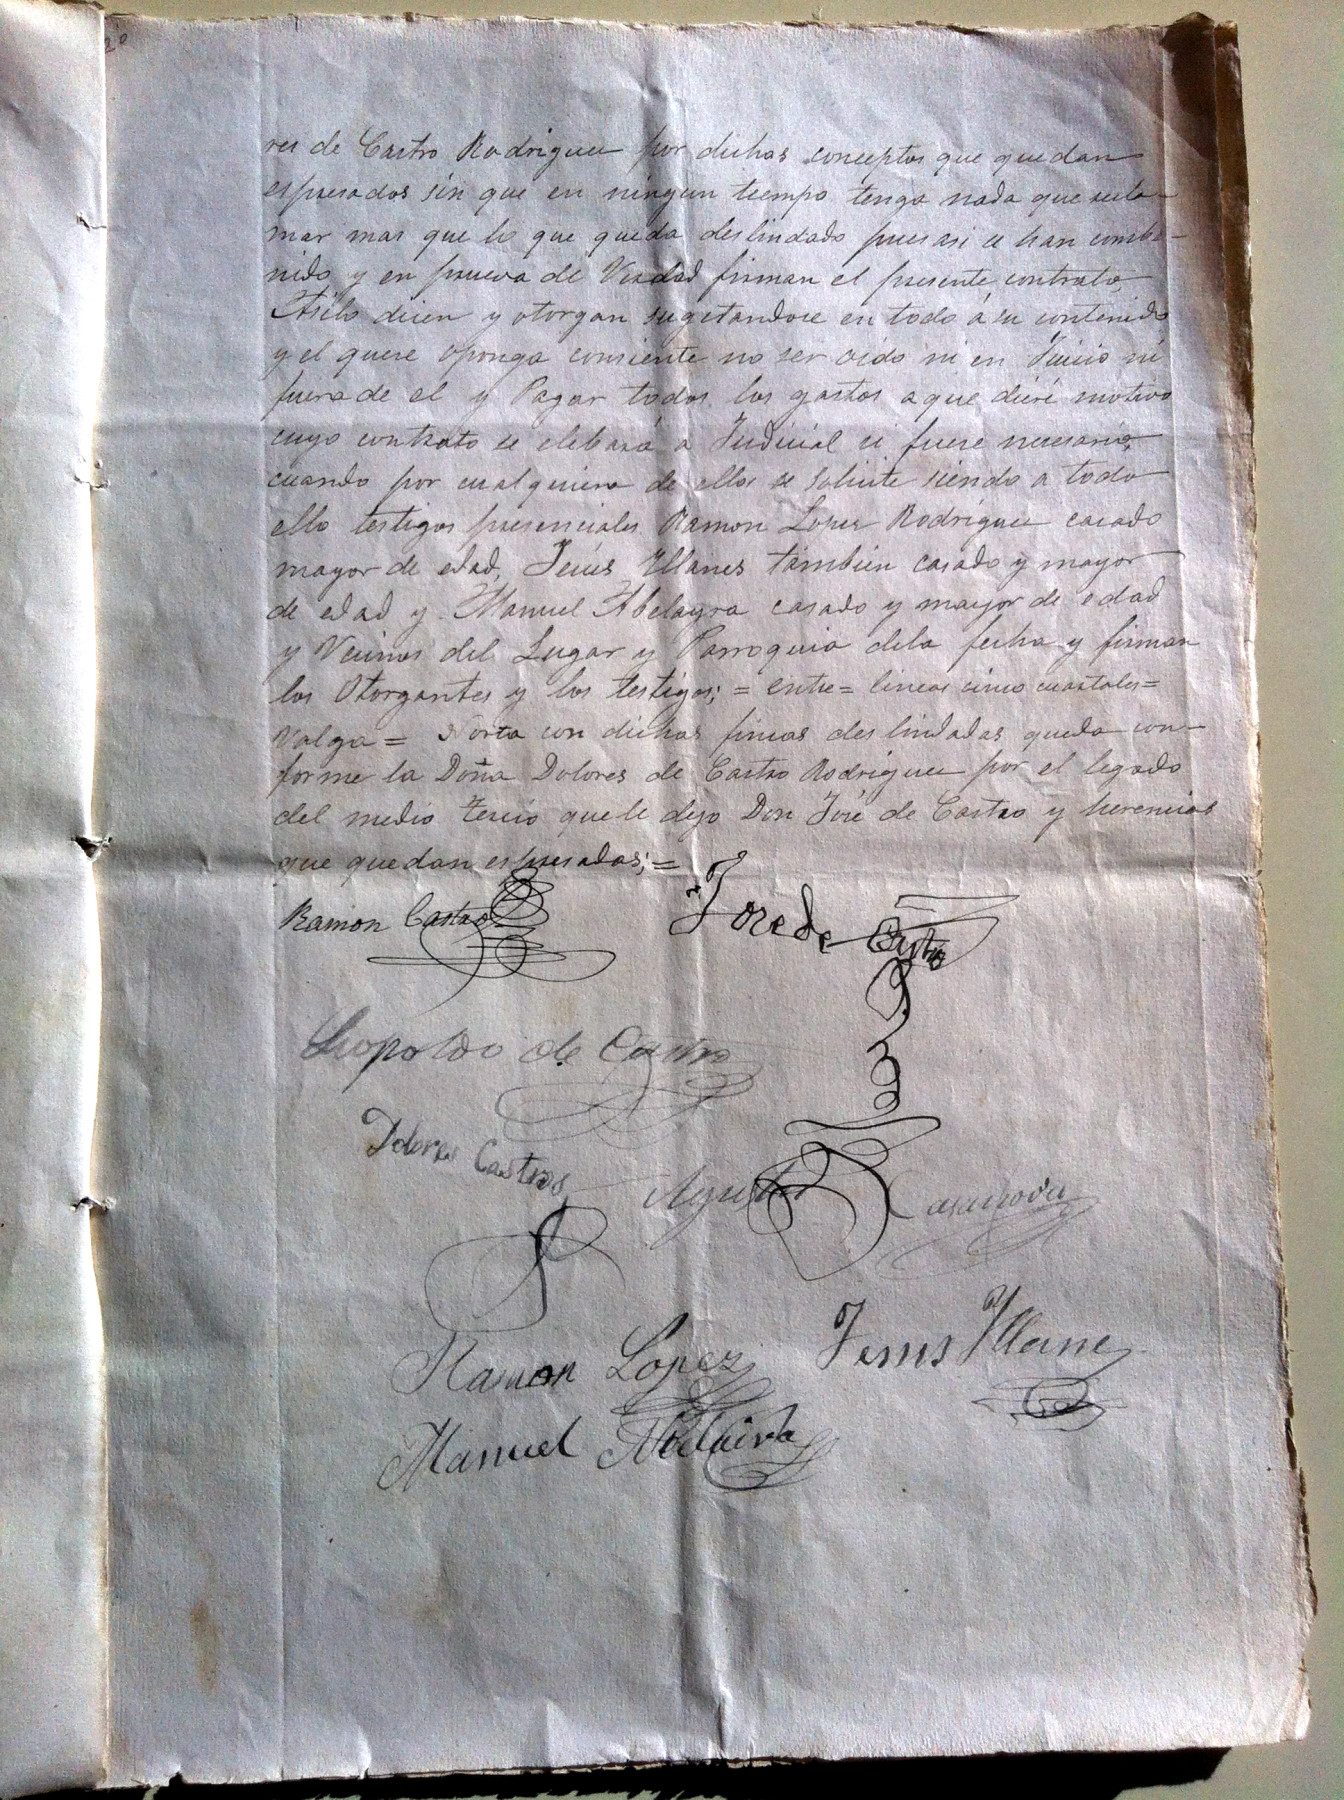 res de Castro Rodriguez por dichos conceptos que quedan
espresados sin que en ningun tiempo tenga nada que recla-
mar mas que lo que queda deslindado pues asi se han combe-
nido y en prueva de Verdad firman el presente contrato
Asilo dicen y otorgan sugetandose en todo á su contenido
y el quese oponga consiente no ser oido ni en Juicio ni
fuera de el y Pagar todos los gastos a que diere motivo
cuyo contrato se elebará a Judicial si fuere necesario,
cuando por cualquiera de ellos se solicite siendo a todo
ello testigos presenciales Ramon Lopez Rodriguez casado
mayor de edad, Jesús Illanes tambien casado y mayor
de edad y Manuel Abelayra casado y mayor de edad
y Vecinos del Lugar y Parroquia dela fecha y firman
los Otorgantes y los testigos; = entre = lineas cinco cuartales =
Valga = Nota con dichas fincas deslindadas queda con-
forme la Doña Dolores de Castro Rodriguez por el legado
del medio tercio que le dejo Don José de Castro y herencias
que quedan espresadas; =
Ramon Castro Jose de Castro
Leopoldo de Castro
Dolores Castro
Agustin Casanova
Ramon Lopez Jesus Illane
Manuel Abelaira